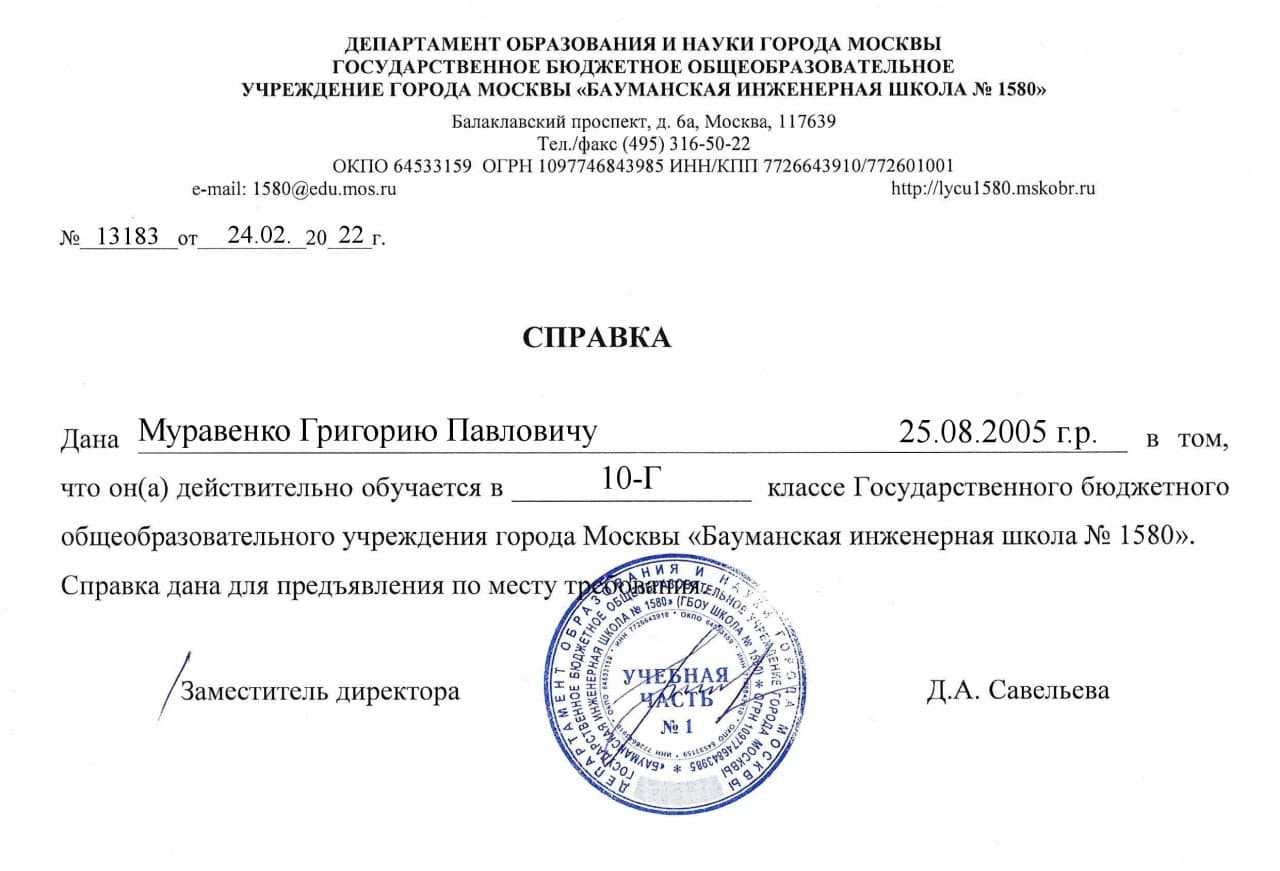 ДЕПАРТАМЕНТ ОБРАЗОВАНИЯ И НАУКИ ГОРОДА МОСКВЫ
ГОСУДАРСТВЕННОЕ БЮДЖЕТНОЕ ОБЩЕОБРАЗОВАТЕЛЬНОЕ
УЧРЕЖДЕНИЕ ГОРОДА МОСКВЫ «БАУМАНСКАЯ ИНЖЕНЕРНАЯ ШКОЛА № 1580»
Балаклавский проспект, д. 6а, Москва, 117639
Тел./факс (495) 316-50-22
ОКПО 64533159 ОГРН 1097746843985 ИНН/КПП 7726643910/772601001
e-mail: 1580@edu.mos.ru http://lycu1580.mskobr.ru
№ 13183 от 24.02. 20 22 г.
СПРАВКА
Дана Муравенко Григорию Павловичу 25.08.2005 г.р. в том,
что он(а) действительно обучается в 10-Г классе Государственного бюджетного
общеобразовательного учреждения города Москвы «Бауманская инженерная школа № 1580».
Справка дана для предъявления по месту требования.
Заместитель директора Д.А. Савельева
ДЕПАРТАМЕНТ ОБРАЗОВАНИЯ И НАУКИ ГОРОДА МОСКВЫ
ГОСУДАРСТВЕННОЕ БЮДЖЕТНОЕ ОБЩЕОБРАЗОВАТЕЛЬНОЕ УЧРЕЖДЕНИЕ ГОРОДА МОСКВЫ
«БАУМАНСКАЯ ИНЖЕНЕРНАЯ ШКОЛА № 1580» (ГБОУ ШКОЛА № 1580) * ОГРН 1097746843985 *
УЧЕБНАЯ
ЧАСТЬ
№ 1